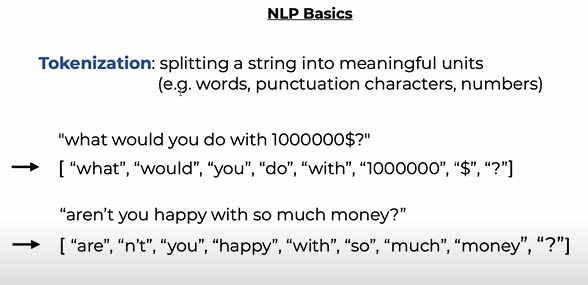 NLP Basics
Tokenization: splitting a string into meaningful units
(e.g. words, punctuation characters, numbers)
"what would you do with 1000000$?"
→ [ “what”, “would”, “you”, “do”, “with”, “1000000”, “$”, “?”]
“aren’t you happy with so much money?”
→ [ “are”, “n’t”, “you”, “happy”, “with”, “so”, “much”, “money”, “?”]